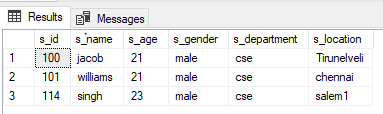 Results Messages
s_id s_name s_age s_gender s_department s_location
1 100 jacob 21 male cse Tirunelveli
2 101 williams 21 male cse chennai
3 114 singh 23 male cse salem1